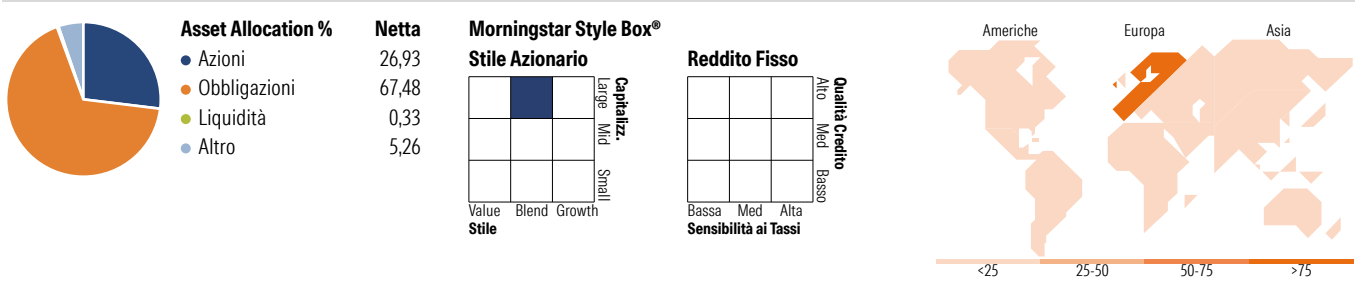 Asset Allocation % Netta
Azioni 26,93
Obbligazioni 67,48
Liquidità 0,33
Altro 5,26
Morningstar Style Box®
Stile Azionario
Large Mid Small
Capitalizz.
Value Blend Growth
Stile
Reddito Fisso
Alto Med Basso
Qualità Credito
Bassa Med Alta
Sensibilità ai Tassi
Americhe Europa Asia
<25 25-50 50-75 >75